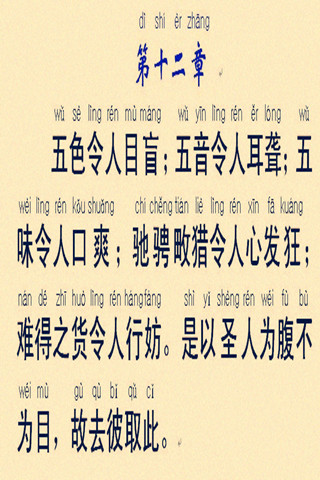 dì shí èr zhāng
第十二章
wǔ sè lìng rén mù máng wǔ yīn lìng rén ěr lóng wǔ
五色令人目盲；五音令人耳聋；五
wèi lìng rén kǒu shuāng chí chěng tián liè lìng rén xīn fā kuáng
味令人口爽；驰骋畋猎令人心发狂；
nán dé zhī huò lìng rén háng fāng shì yǐ shèng rén wéi fù bù
难得之货令人行妨。是以圣人为腹不
wéi mù gù qù bǐ qǔ cǐ
为目，故去彼取此。